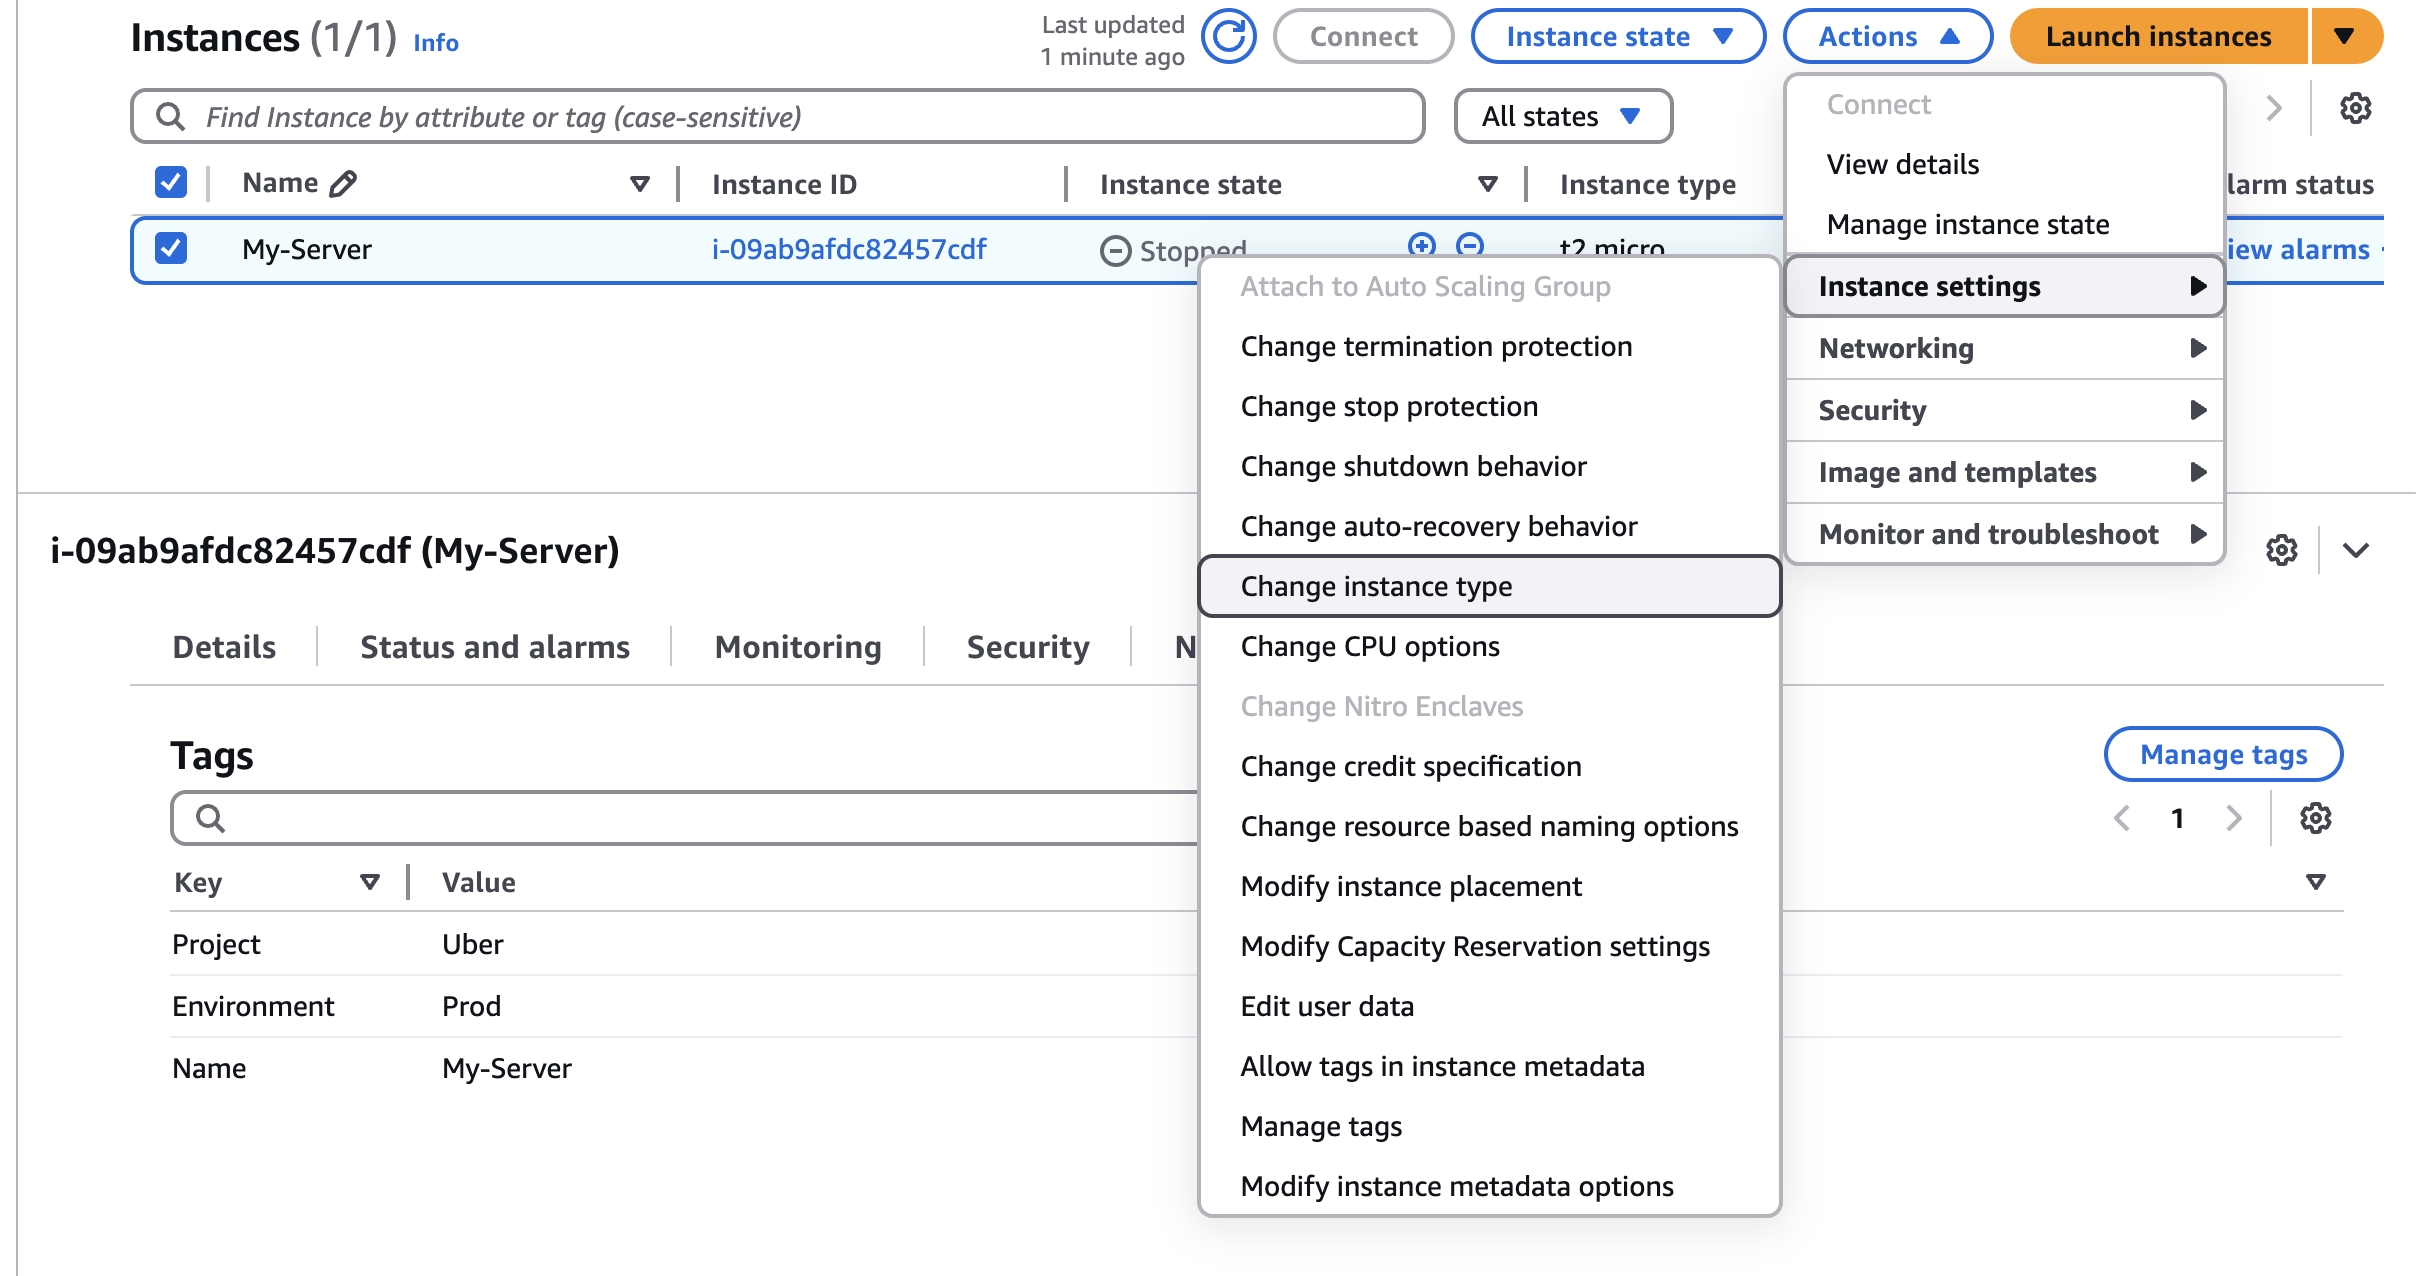 Instances (1/1) Info
Last updated
1 minute ago
Connect
Instance state
Actions
Launch instances
Find Instance by attribute or tag (case-sensitive)
All states
Name
Instance ID
Instance state
Instance type
larm status
My-Server
i-09ab9afdc82457cdf
Stopped
t2.micro
iew alarms
Connect
View details
Manage instance state
Instance settings
Networking
Security
Image and templates
Monitor and troubleshoot
Attach to Auto Scaling Group
Change termination protection
Change stop protection
Change shutdown behavior
Change auto-recovery behavior
Change instance type
Change CPU options
Change Nitro Enclaves
Change credit specification
Change resource based naming options
Modify instance placement
Modify Capacity Reservation settings
Edit user data
Allow tags in instance metadata
Manage tags
Modify instance metadata options
i-09ab9afdc82457cdf (My-Server)
Details
Status and alarms
Monitoring
Security
N
Tags
Manage tags
1
Key
Value
Project
Uber
Environment
Prod
Name
My-Server